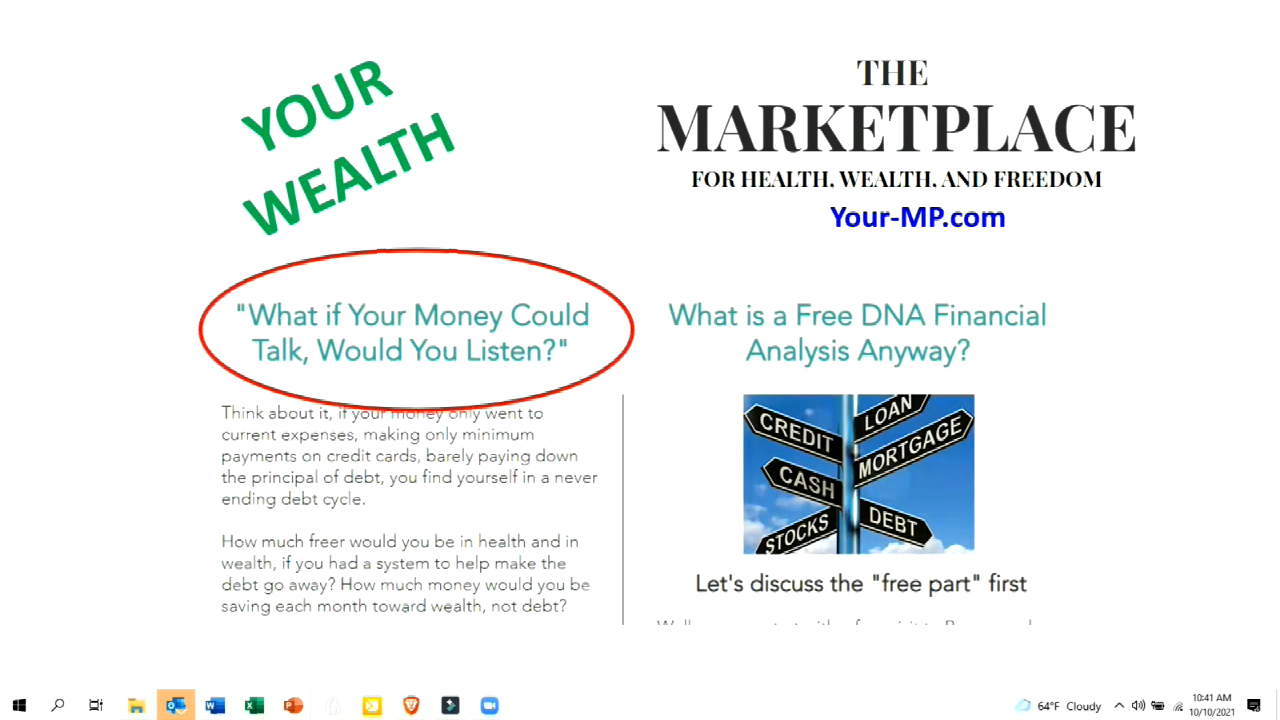 YOUR
WEALTH
THE
MARKETPLACE
FOR HEALTH, WEALTH, AND FREEDOM
Your-MP.com
"What if Your Money Could
Talk, Would You Listen?"
Think about it, if your money only went to
current expenses, making only minimum
payments on credit cards, barely paying down
the principal of debt, you find yourself in a never
ending debt cycle.
How much freer would you be in health and in
wealth, if you had a system to help make the
debt go away? How much money would you be
saving each month toward wealth, not debt?
What is a Free DNA Financial
Analysis Anyway?
LOAN
CREDIT
MORTGAGE
CASH
DEBT
STOCKS
Let's discuss the "free part" first
64°F Cloudy
10:41 AM
10/10/2021